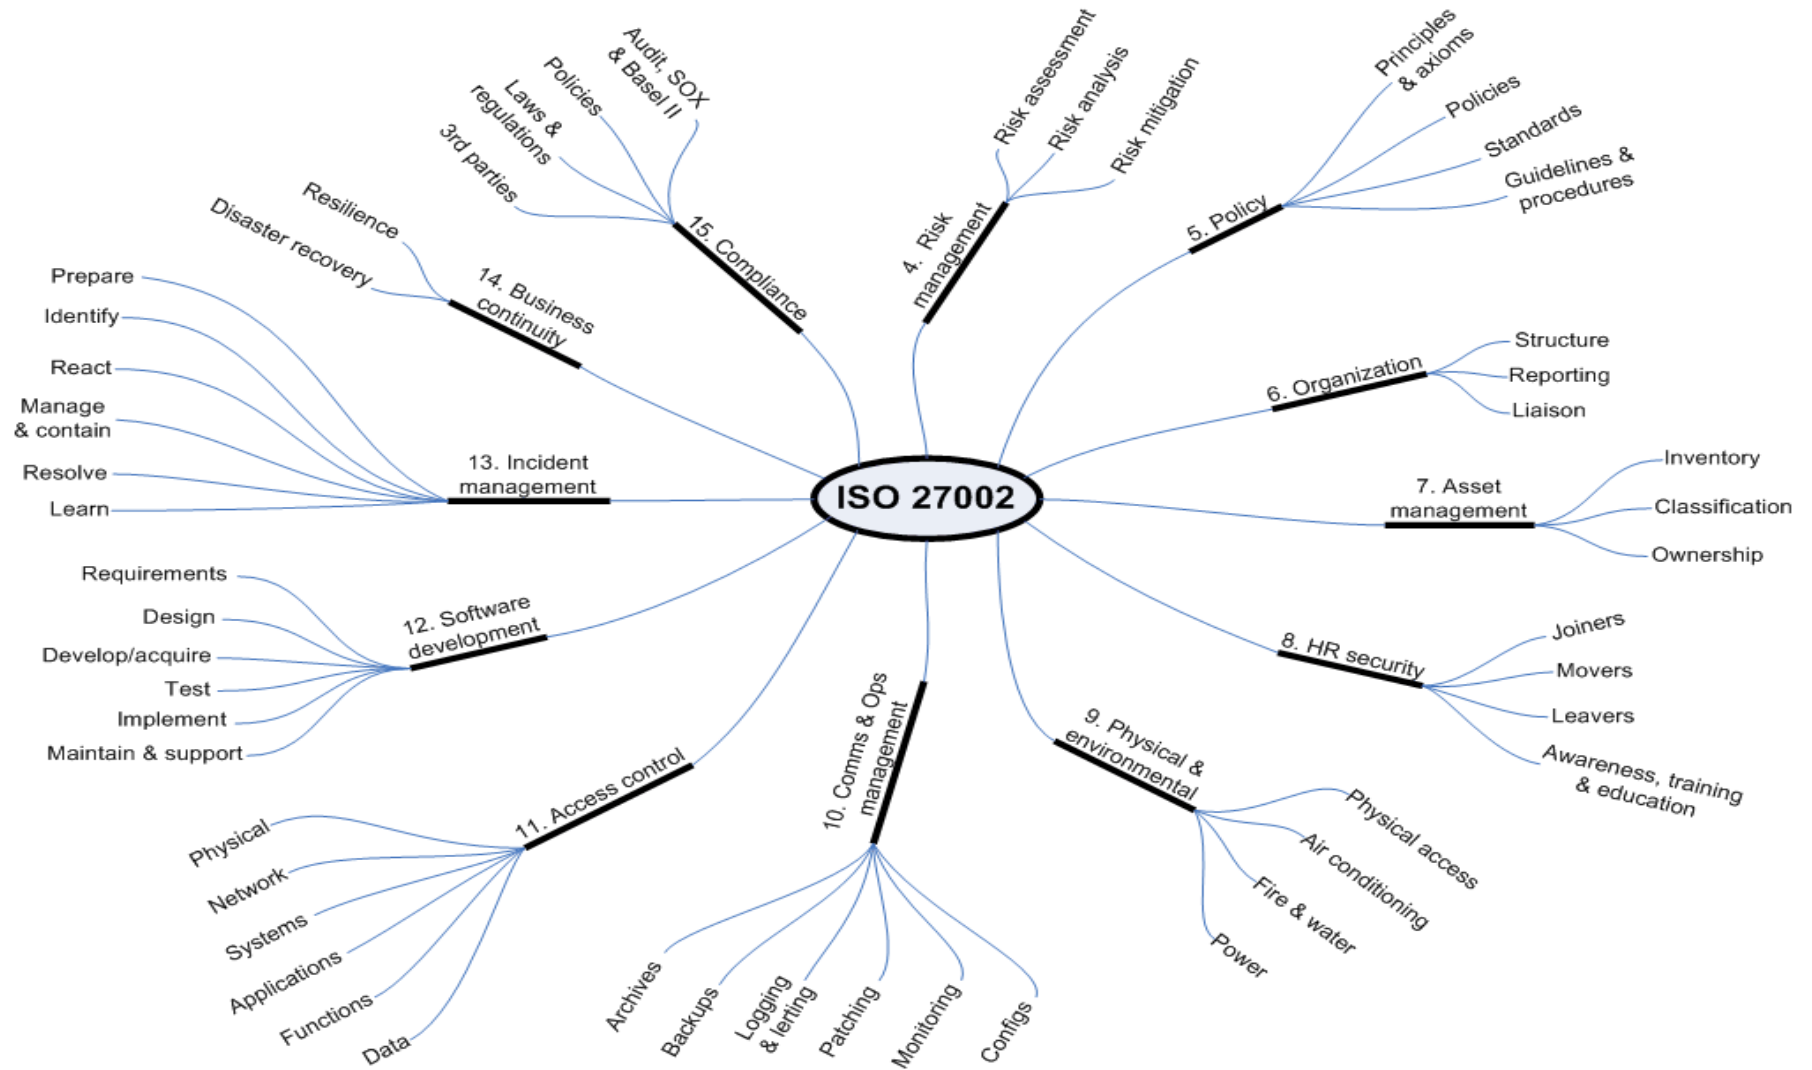 ISO 27002
4. Risk
management
Risk assessment
Risk analysis
Risk mitigation
5. Policy
Principles
& axioms
Policies
Standards
Guidelines &
procedures
6. Organization
Structure
Reporting
Liaison
7. Asset
management
Inventory
Classification
Ownership
8. HR security
Joiners
Movers
Leavers
Awareness, training
& education
9. Physical &
environmental
Physical access
Air conditioning
Fire & water
Power
10. Comms & Ops
management
Archives
Backups
Logging
& lerting
Patching
Monitoring
Configs
11. Access control
Physical
Network
Systems
Applications
Functions
Data
12. Software
development
Requirements
Design
Develop/acquire
Test
Implement
Maintain & support
13. Incident
management
Prepare
Identify
React
Manage
& contain
Resolve
Learn
14. Business
continuity
Resilience
Disaster recovery
15. Compliance
3rd parties
Laws &
regulations
Policies
Audit, SOX
& Basel II